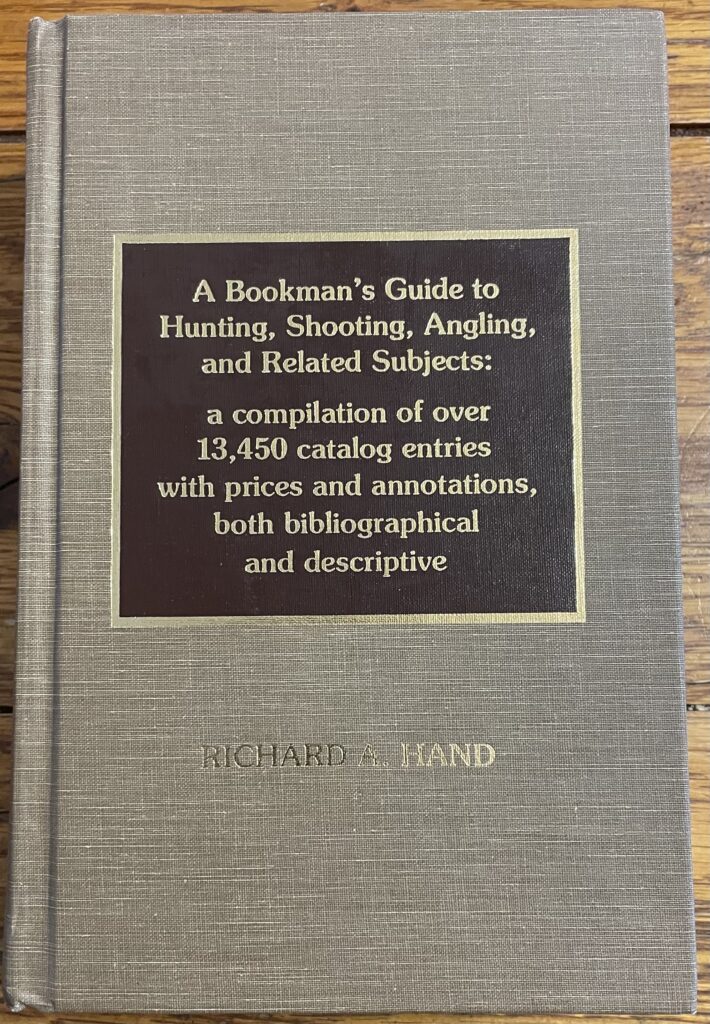 A Bookman's Guide to
Hunting, Shooting, Angling,
and Related Subjects:
a compilation of over
13,450 catalog entries
with prices and annotations,
both bibliographical
and descriptive
RICHARD A. HAND